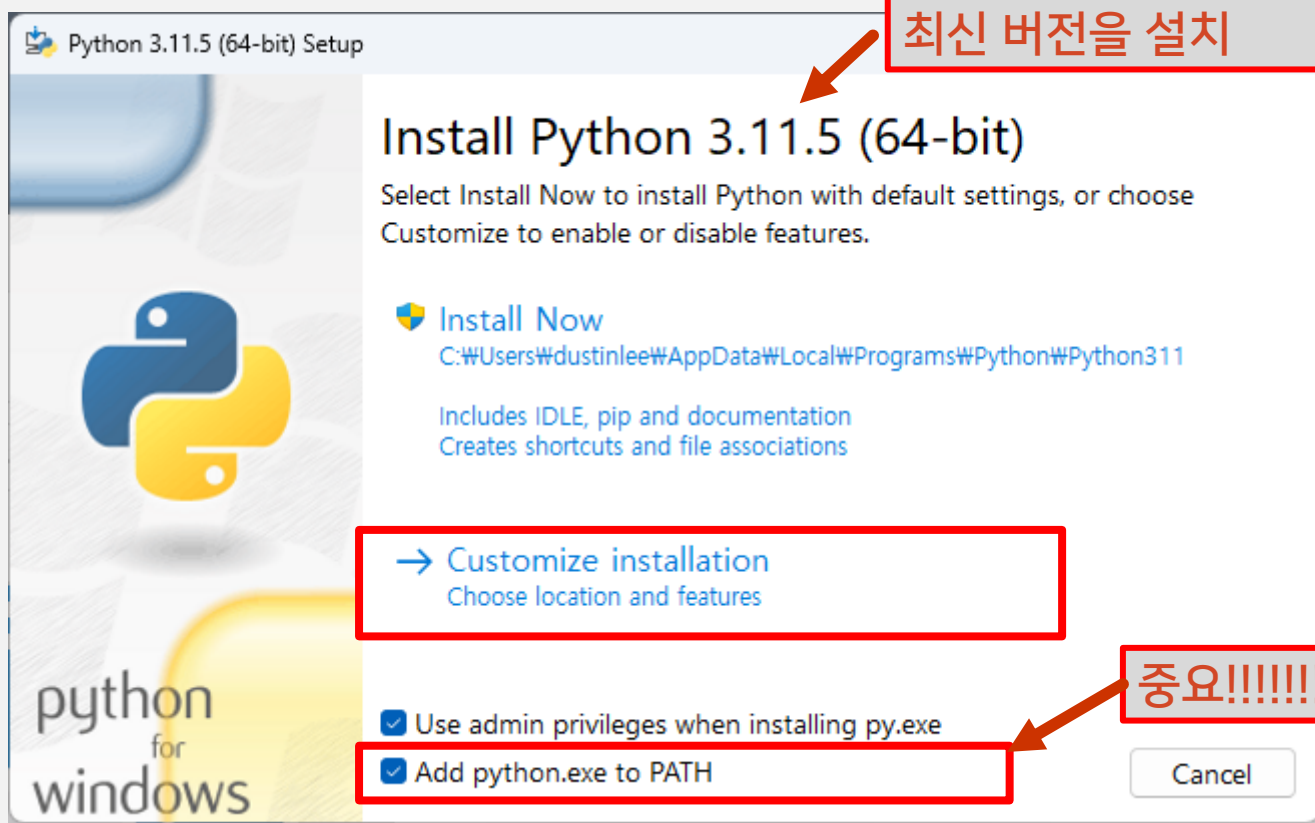 최신 버전을 설치
Python 3.11.5 (64-bit) Setup
Install Python 3.11.5 (64-bit)
Select Install Now to install Python with default settings, or choose
Customize to enable or disable features.
Install Now
C:₩Users₩dustinlee₩AppData₩Local₩Programs₩Python₩Python311
Includes IDLE, pip and documentation
Creates shortcuts and file associations
→ Customize installation
Choose location and features
중요!!!!!!
Use admin privileges when installing py.exe
Add python.exe to PATH
Cancel
python
for
windows